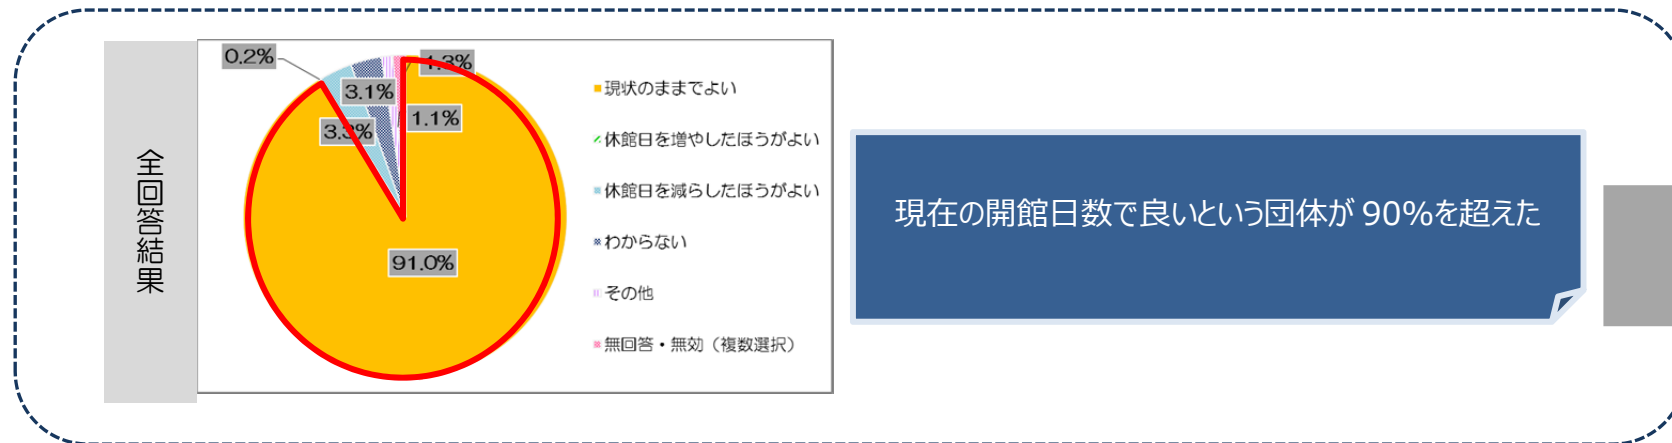 全回答結果
0.2%
1.3%
3.1%
1.1%
3.3%
91.0%
現状のままでよい
休館日を増やしたほうがよい
休館日を減らしたほうがよい
わからない
その他
無回答・無効（複数選択）
現在の開館日数で良いという団体が 90%を超えた